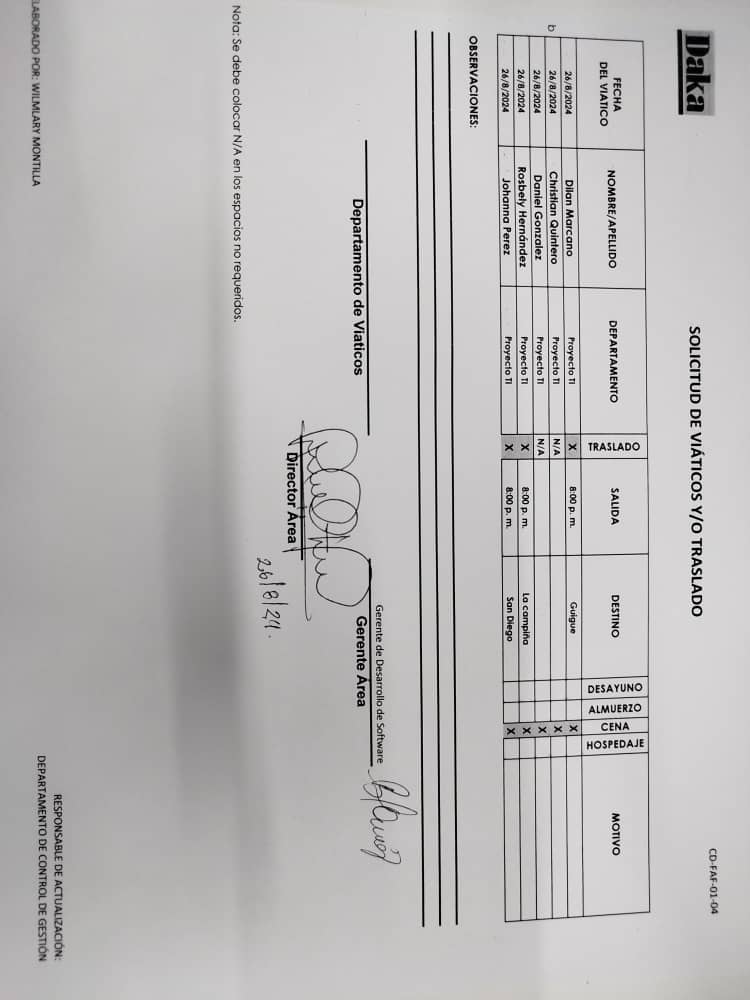 Daka
CD-FAF-01-04
SOLICITUD DE VIÁTICOS Y/O TRASLADO
FECHA DEL VIATICO NOMBRE/APELLIDO DEPARTAMENTO TRASLADO SALIDA DESTINO DESAYUNO ALMUERZO CENA HOSPEDAJE MOTIVO
26/8/2024 Dilan Marcano Proyecto TI X 8:00 p. m. Guigue X
b 26/8/2024 Christian Quintero Proyecto TI N/A X
26/8/2024 Daniel Gonzalez Proyecto TI N/A X
26/8/2024 Rosbely Hernández Proyecto TI X 8:00 p. m. La campiña X
26/8/2024 Johanna Perez Proyecto TI X 8:00 p. m. San Diego X
OBSERVACIONES:
Gerente de Desarrollo de Software
Departamento de Viaticos
Gerente Área
Director Área
26/8/24.
Nota: Se debe colocar N/A en los espacios no requeridos.
LABORADO POR: WILMLARY MONTILLA
RESPONSABLE DE ACTUALIZACIÓN:
DEPARTAMENTO DE CONTROL DE GESTIÓN